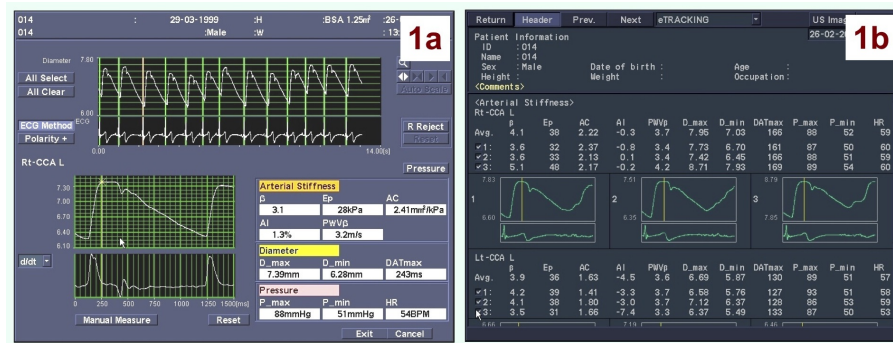 1a
014 : 29-03-1999 :H :BSA 1.25㎡ :26-
014 :Male :W : 13:
Diameter 7.80
All Select
All Clear
Auto Scale
6.00
ECG Method ECG
Polarity +
R Reject
Reset
0.00 14.00[s]
Rt-CCA L
Pressure
7.30
7.00
6.70
6.40
6.10
Arterial Stiffness
β Ep AC
3.1 28kPa 2.41mm²/kPa
AI PWVβ
1.3% 3.2m/s
Diameter
D_max D_min DATmax
7.39mm 6.28mm 243ms
Pressure
P_max P_min HR
88mmHg 51mmHg 54BPM
d/dt
0 250 500 750 1000 1250 1500[ms]
Manual Measure Reset
Exit Cancel
1b
Return Header Prev. Next eTRACKING US Imag
26-02-2
Patient Information
ID :014
Name :014
Sex :Male Date of birth : Age :
Height : Weight : Occupation :
<Comments>
<Arterial Stiffness>
Rt-CCA L
β Ep AC AI PWVβ D_max D_min DATmax P_max P_min HR
Avg. 4.1 38 2.22 -0.3 3.7 7.95 7.03 166 88 52 59
1: 3.6 32 2.37 -0.8 3.4 7.73 6.70 161 87 50 60
2: 3.6 33 2.13 0.1 3.4 7.42 6.45 166 88 51 59
3: 5.1 48 2.17 -0.2 4.2 8.71 7.93 169 89 54 60
7.83 7.51 8.79
1 2 3
6.60 6.35 7.85
Lt-CCA L
β Ep AC AI PWVβ D_max D_min DATmax P_max P_min HR
Avg. 3.9 36 1.63 -4.5 3.6 6.69 5.87 130 89 51 57
1: 4.2 39 1.41 -3.3 3.7 6.58 5.76 127 93 51 58
2: 4.1 38 1.80 -3.0 3.7 7.12 6.37 128 86 53 59
3: 3.5 31 1.66 -7.4 3.3 6.37 5.49 133 87 50 53
6.66 7.19 6.45